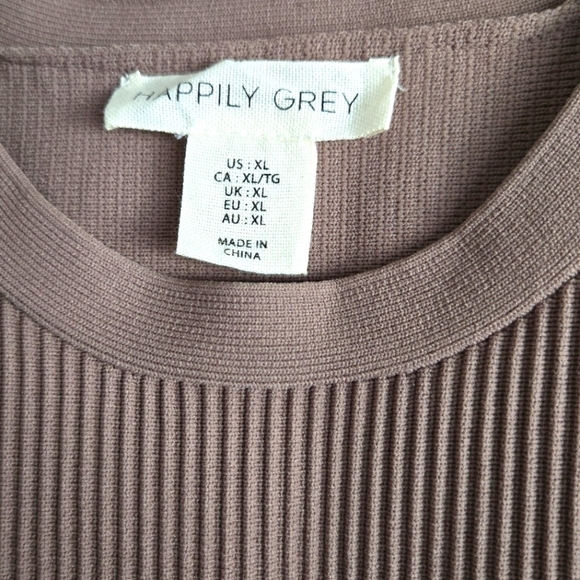 HAPPILY GREY
US : XL
CA : XL/TG
UK : XL
EU : XL
AU : XL
MADE IN
CHINA